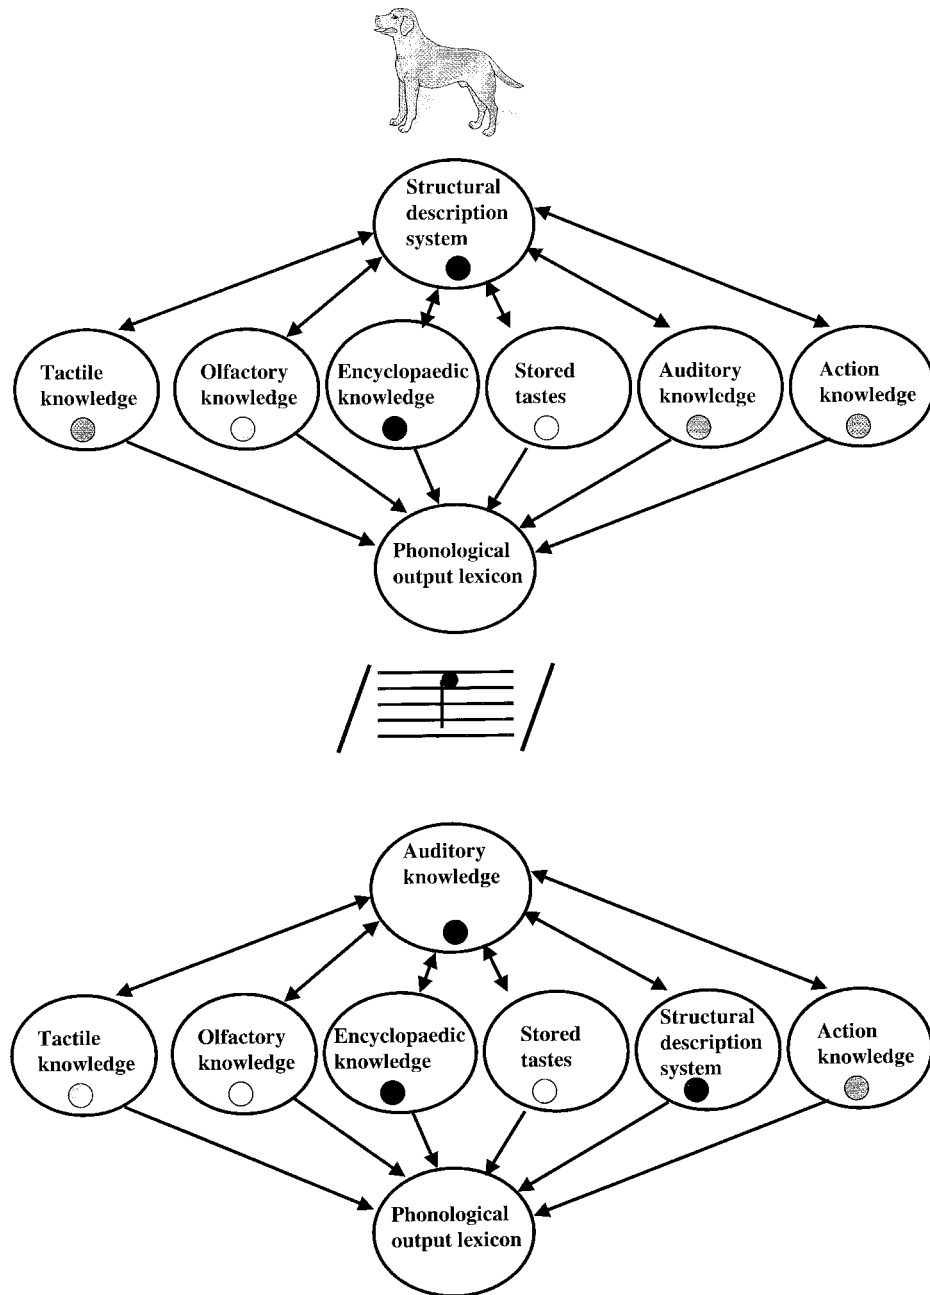 Structural
description
system
Tactile
knowledge
Olfactory
knowledge
Encyclopaedic
knowledge
Stored
tastes
Auditory
knowledge
Action
knowledge
Phonological
output lexicon
Auditory
knowledge
Tactile
knowledge
Olfactory
knowledge
Encyclopaedic
knowledge
Stored
tastes
Structural
description
system
Action
knowledge
Phonological
output lexicon